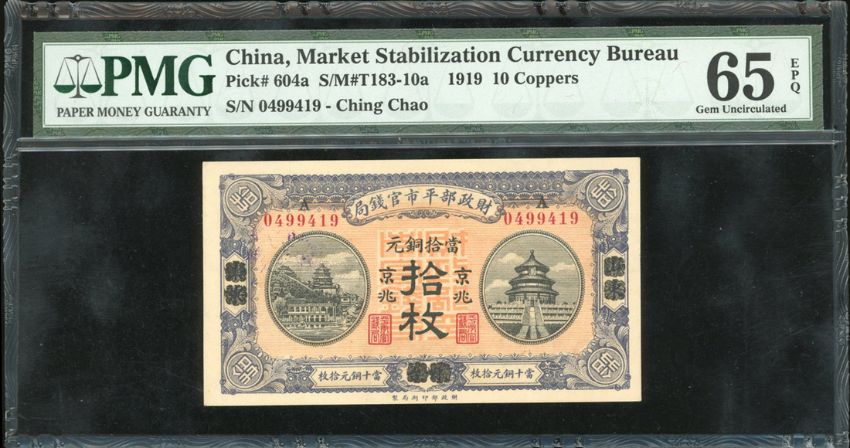 PMG
PAPER MONEY GUARANTY
China, Market Stabilization Currency Bureau
Pick# 604a S/M#T183-10a 1919 10 Coppers
S/N 0499419 - Ching Chao
65 EPQ
Gem Uncirculated
局錢官市平部政財
A A
0499419 0499419
元銅拾當
京兆 拾枚 京兆
枚拾元銅十當 枚拾元銅十當
製局刷印部政財